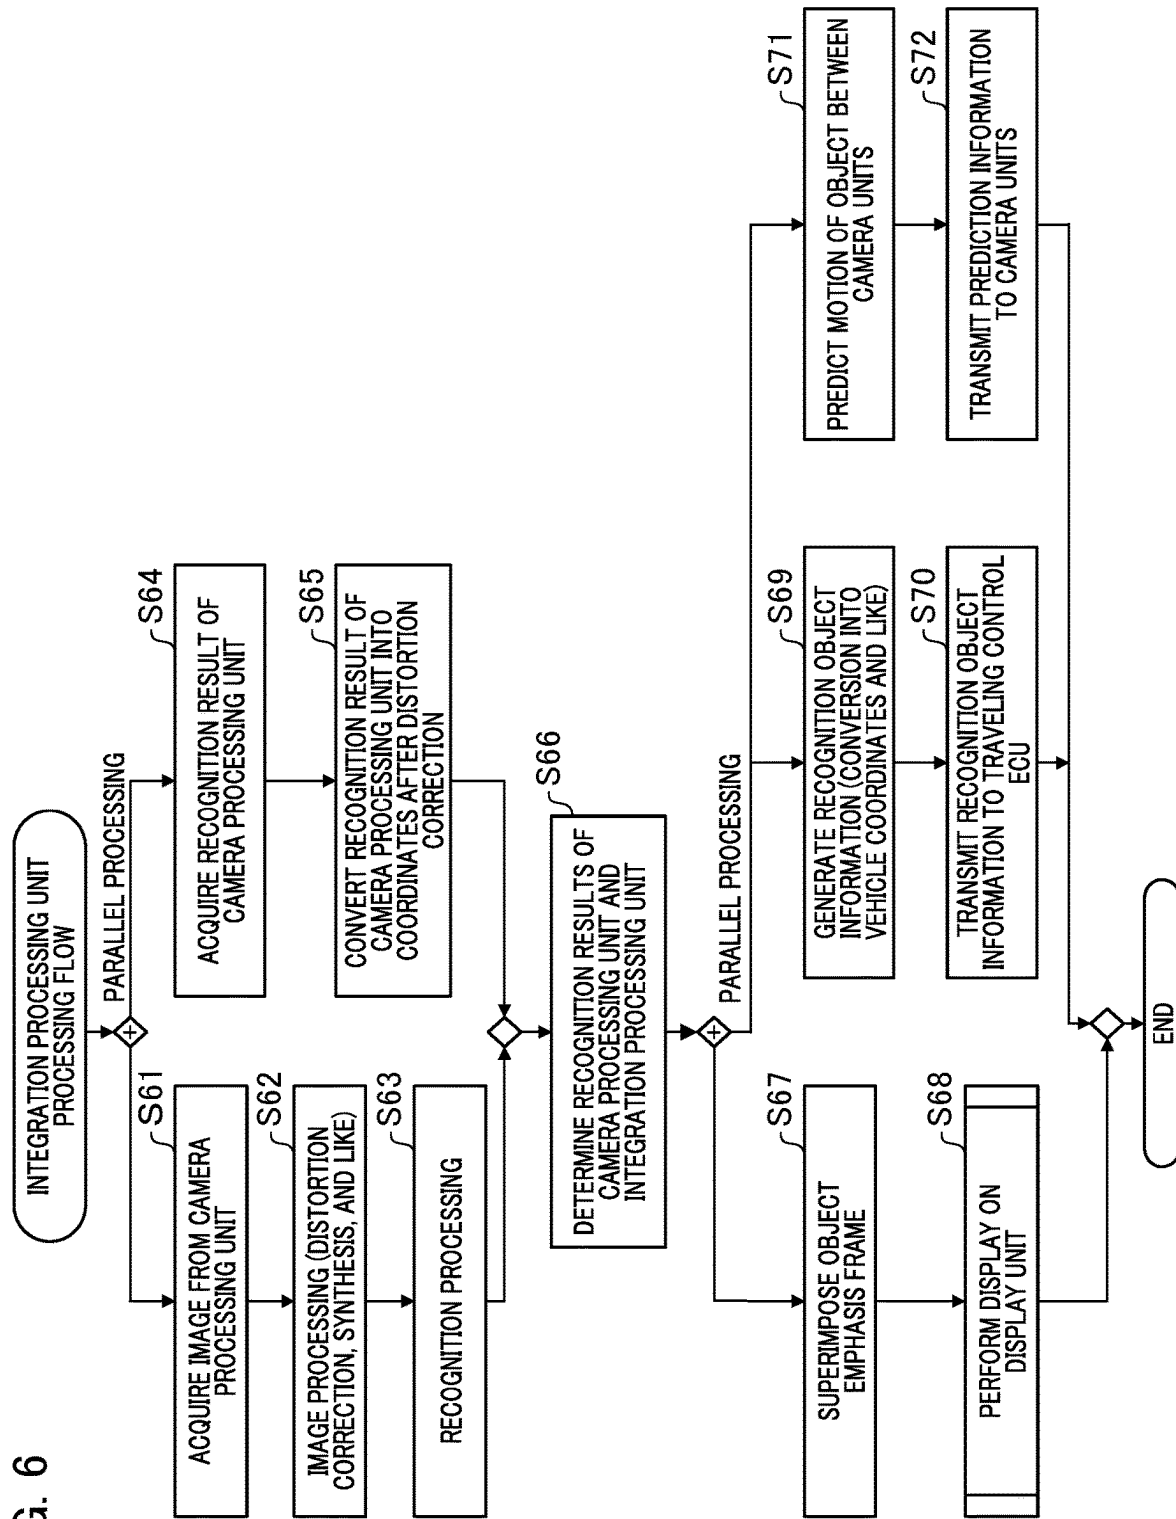 G. 6
INTEGRATION PROCESSING UNIT
PROCESSING FLOW
PARALLEL PROCESSING
S61
ACQUIRE IMAGE FROM CAMERA
PROCESSING UNIT
S62
IMAGE PROCESSING (DISTORTION
CORRECTION, SYNTHESIS, AND LIKE)
S63
RECOGNITION PROCESSING
S64
ACQUIRE RECOGNITION RESULT OF
CAMERA PROCESSING UNIT
S65
CONVERT RECOGNITION RESULT OF
CAMERA PROCESSING UNIT INTO
COORDINATES AFTER DISTORTION
CORRECTION
S66
DETERMINE RECOGNITION RESULTS OF
CAMERA PROCESSING UNIT AND
INTEGRATION PROCESSING UNIT
PARALLEL PROCESSING
S67
SUPERIMPOSE OBJECT
EMPHASIS FRAME
S68
PERFORM DISPLAY ON
DISPLAY UNIT
S69
GENERATE RECOGNITION OBJECT
INFORMATION (CONVERSION INTO
VEHICLE COORDINATES AND LIKE)
S70
TRANSMIT RECOGNITION OBJECT
INFORMATION TO TRAVELING CONTROL
ECU
S71
PREDICT MOTION OF OBJECT BETWEEN
CAMERA UNITS
S72
TRANSMIT PREDICTION INFORMATION
TO CAMERA UNITS
END